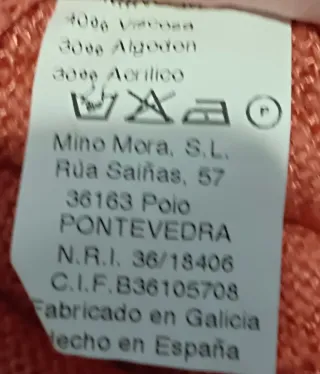 40% Viscosa
30% Algodon
30% Acrilico
P
Mino Mora, S.L.
Rúa Saiñas, 57
36163 Poio
PONTEVEDRA
N.R.I. 36/18406
C.I.F.B36105708
Fabricado en Galicia
Hecho en España